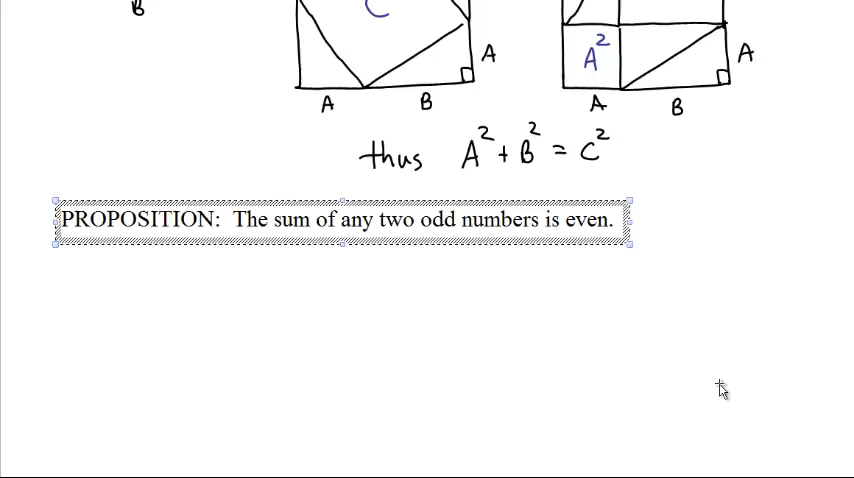 B
C
A
A²
A
A
B
A
B
thus A² + B² = C²
PROPOSITION: The sum of any two odd numbers is even.